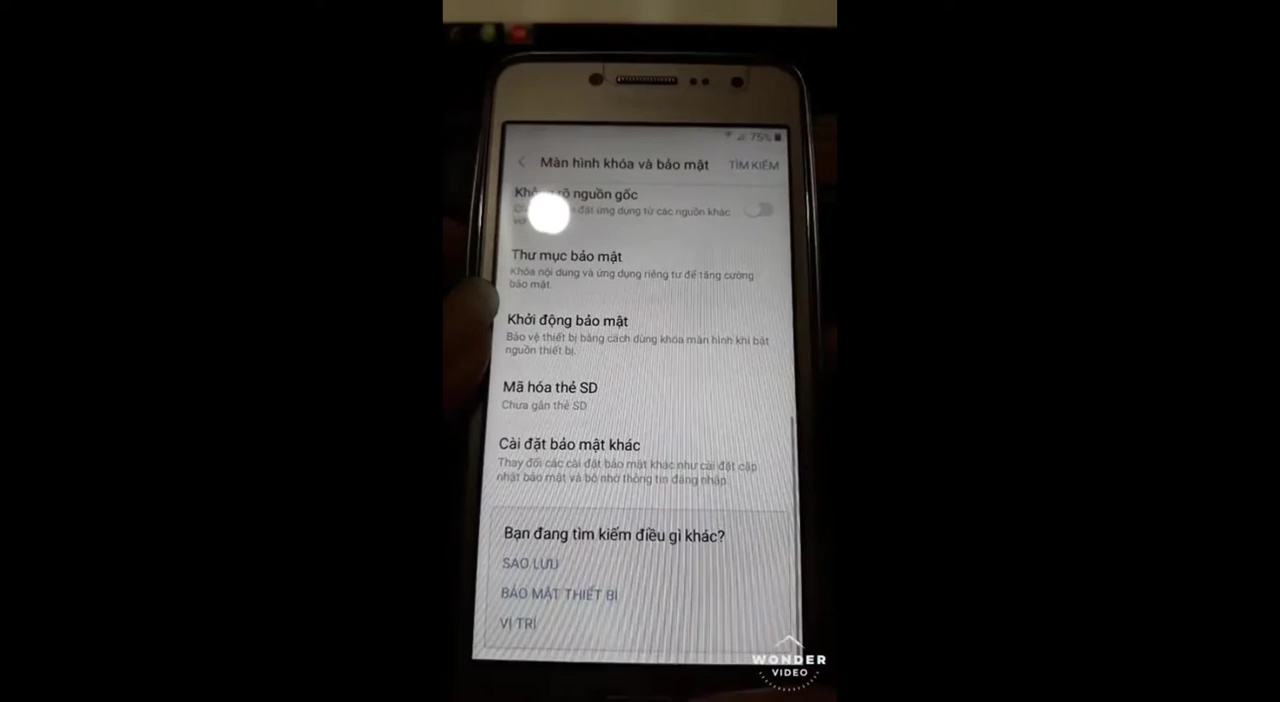 75%
Màn hình khóa và bảo mật TÌM KIẾM
rõ nguồn gốc
đặt ứng dụng từ các nguồn khác
Thư mục bảo mật
Khóa nội dung và ứng dụng riêng tư để tăng cường
bảo mật.
Khởi động bảo mật
Bảo vệ thiết bị bằng cách dùng khóa màn hình khi bật
nguồn thiết bị.
Mã hóa thẻ SD
Chưa gắn thẻ SD
Cài đặt bảo mật khác
Thay đổi các cài đặt bảo mật khác như cài đặt cập
nhật bảo mật và bộ nhớ thông tin đăng nhập.
Bạn đang tìm kiếm điều gì khác?
SAO LƯU
BẢO MẬT THIẾT BỊ
VỊ TRÍ
WONDER
VIDEO